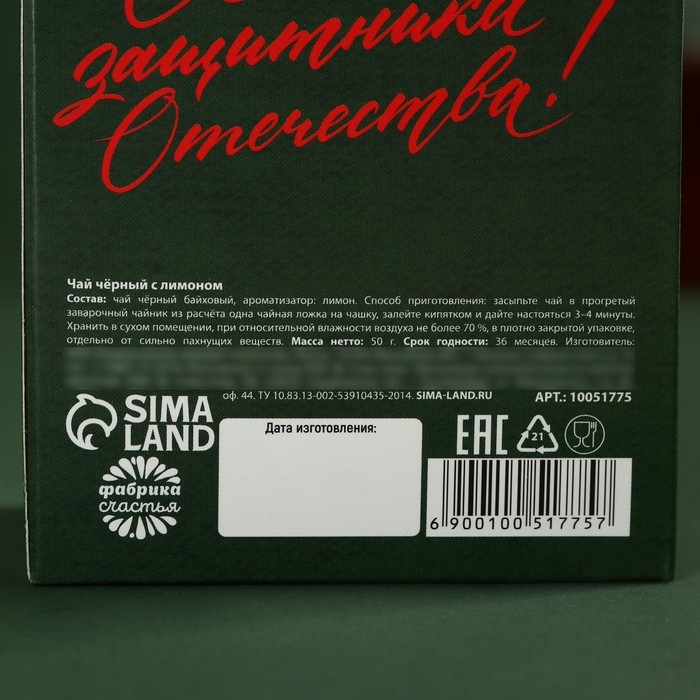 защитника
Отечества!
Чай чёрный с лимоном
Состав: чай чёрный байховый, ароматизатор: лимон. Способ приготовления: засыпьте чай в прогретый
заварочный чайник из расчёта одна чайная ложка на чашку, залейте кипятком и дайте настояться 3–4 минуты.
Хранить в сухом помещении, при относительной влажности воздуха не более 70 %, в плотно закрытой упаковке,
отдельно от сильно пахнущих веществ. Масса нетто: 50 г. Срок годности: 36 месяцев. Изготовитель:
оф. 44. ТУ 10.83.13-002-53910435-2014. SIMA-LAND.RU АРТ.: 10051775
SIMA
LAND
фабрика
счастья
Дата изготовления:
EAC
21
6 900100 517757